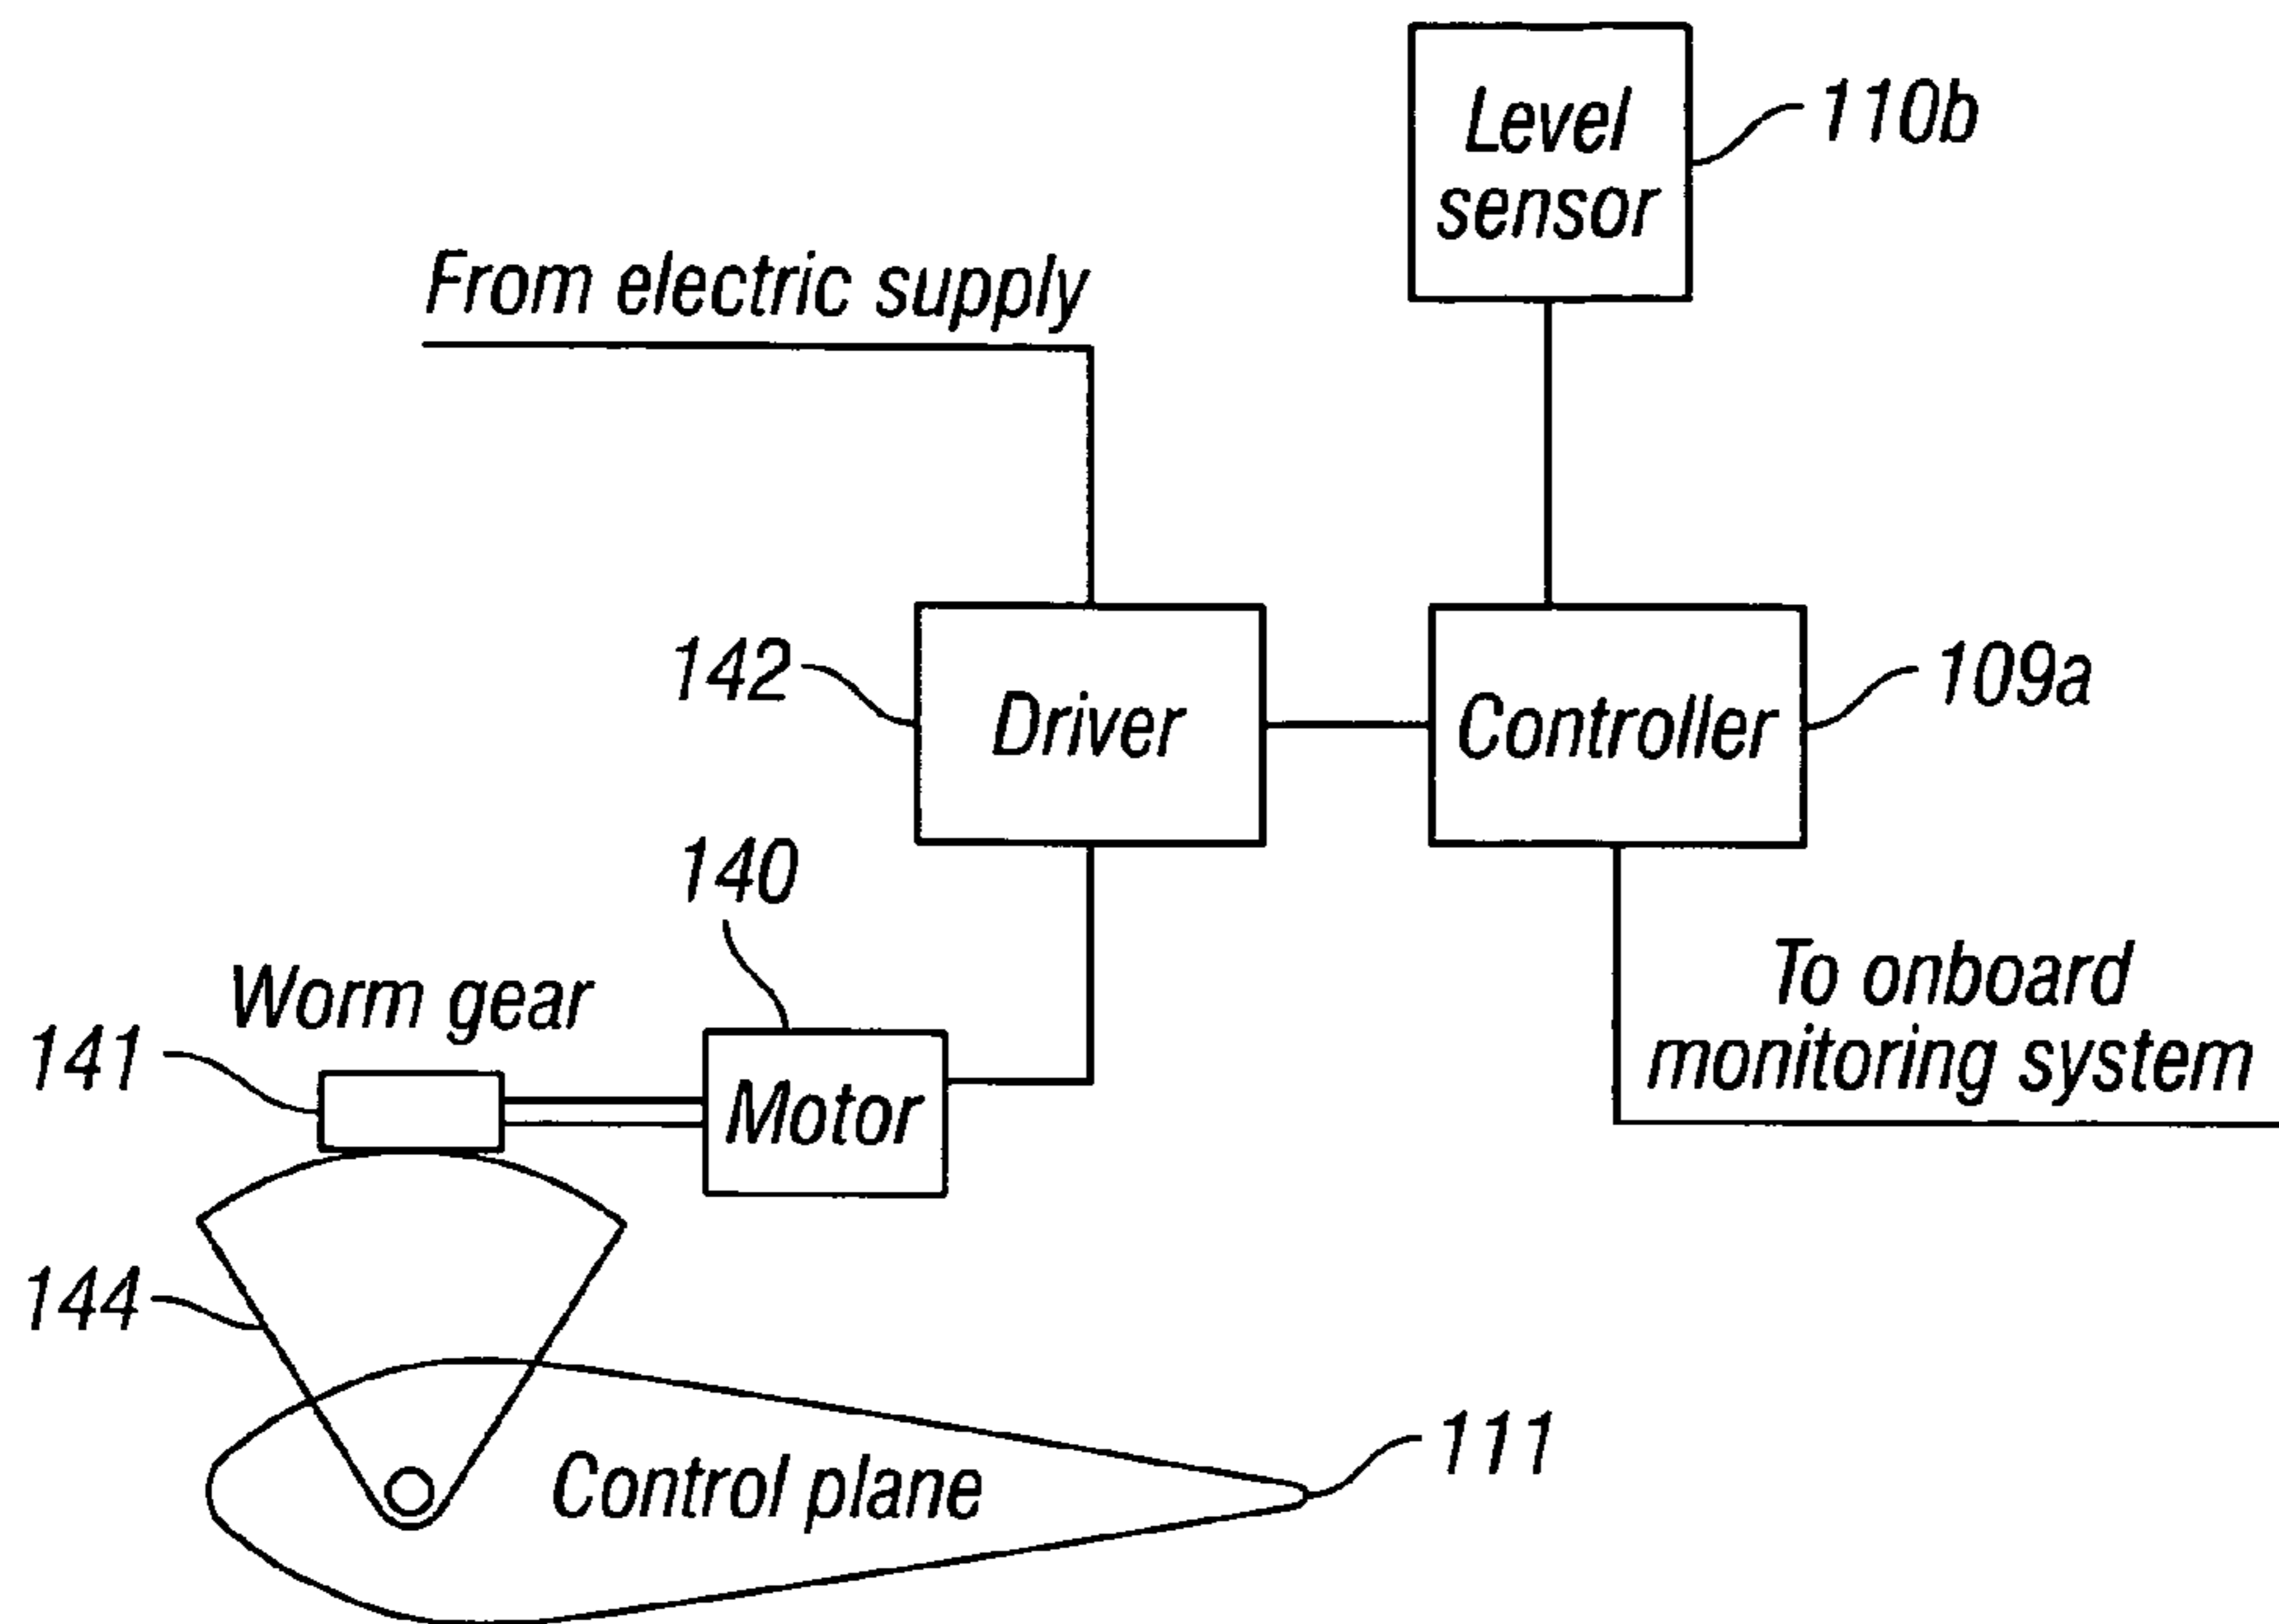 Level
sensor
110b
From electric supply
142
Driver
Controller
109a
140
To onboard
monitoring system
Worm gear
141
Motor
144
Control plane
111